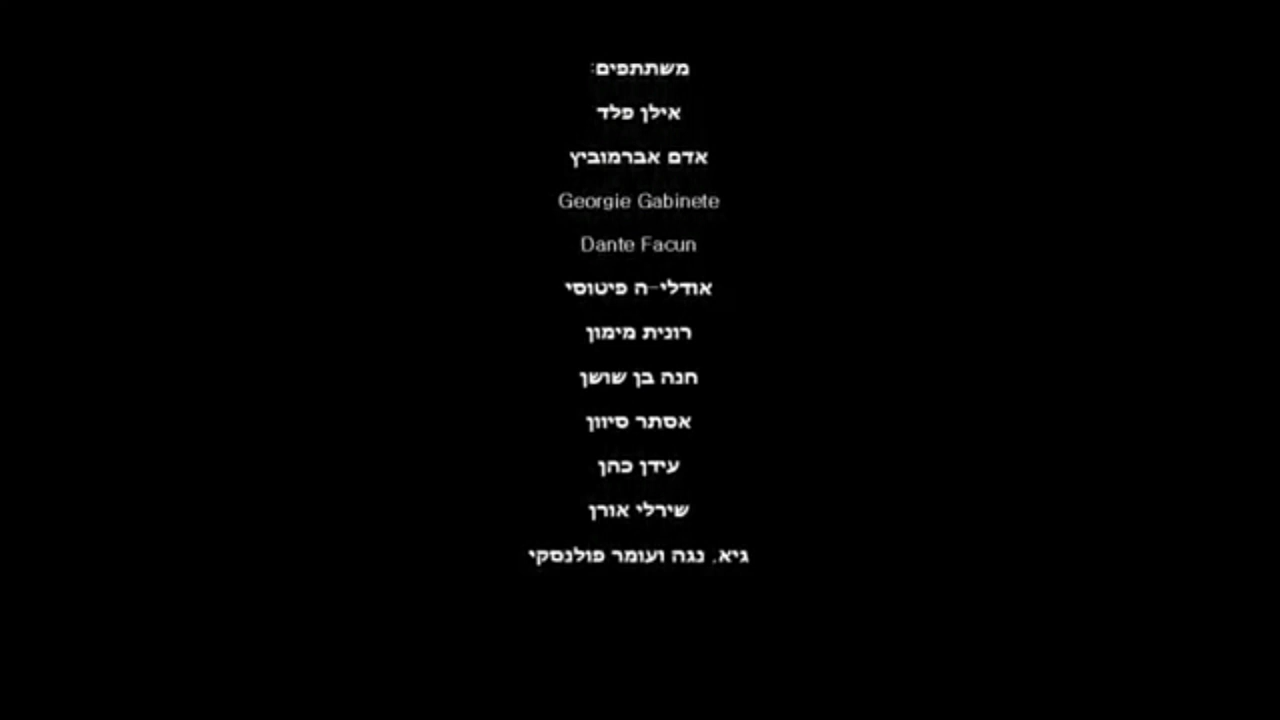 משתתפים:
אילן פלד
אדם אברמוביץ
Georgie Gabinete
Dante Facun
אודלי-ה פיטוסי
רונית מימון
חנה בן שושן
אסתר סיוון
עידן כהן
שירלי אורן
גיא, נגה ועומר פולנסקי